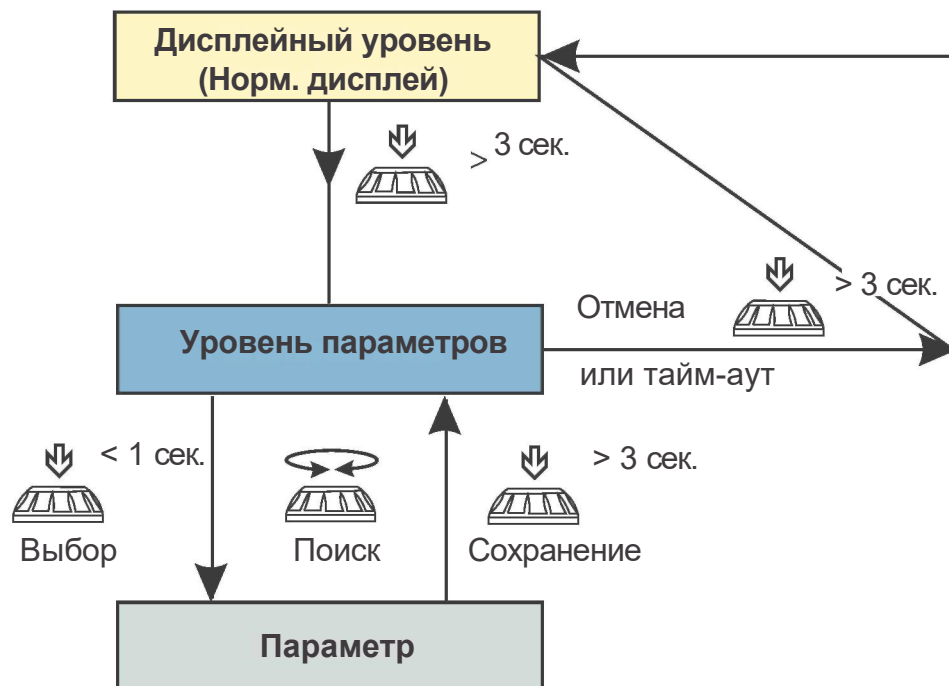 Дисплейный уровень
(Норм. дисплей)
> 3 сек.
> 3 сек.
Отмена
Уровень параметров
или тайм-аут
< 1 сек.
> 3 сек.
Выбор
Поиск
Сохранение
Параметр